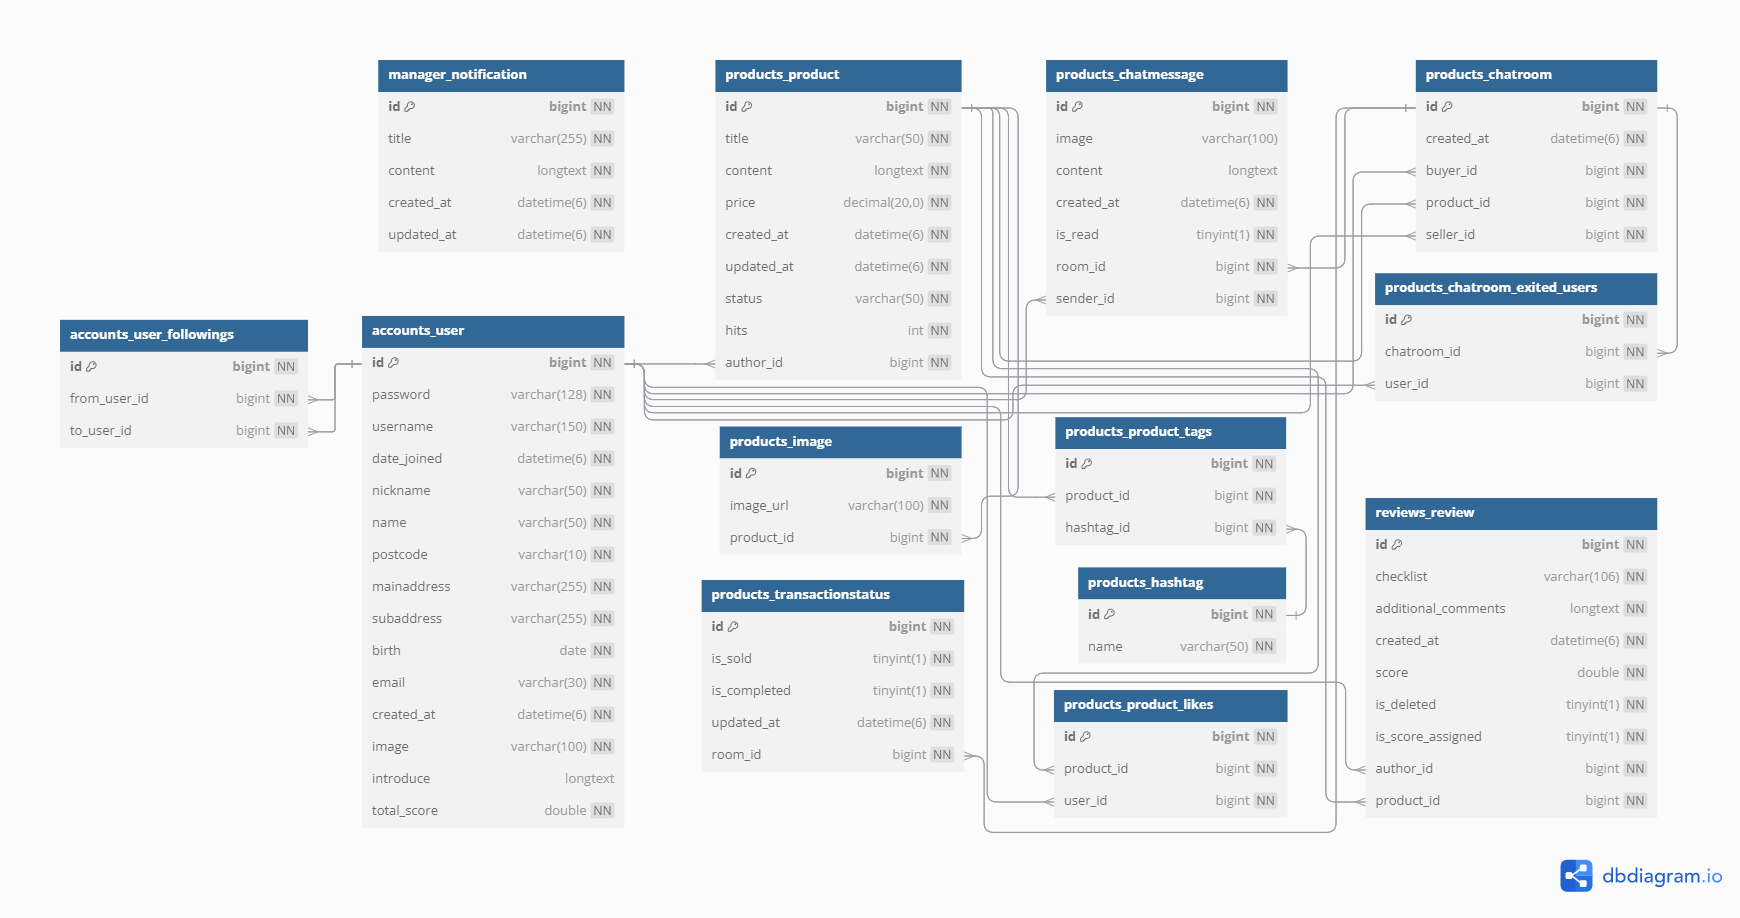 manager_notification
id bigint NN
title varchar(255) NN
content longtext NN
created_at datetime(6) NN
updated_at datetime(6) NN
products_product
id bigint NN
title varchar(50) NN
content longtext NN
price decimal(20,0) NN
created_at datetime(6) NN
updated_at datetime(6) NN
status varchar(50) NN
hits int NN
author_id bigint NN
products_chatmessage
id bigint NN
image varchar(100)
content longtext
created_at datetime(6) NN
is_read tinyint(1) NN
room_id bigint NN
sender_id bigint NN
products_chatroom
id bigint NN
created_at datetime(6) NN
buyer_id bigint NN
product_id bigint NN
seller_id bigint NN
products_chatroom_exited_users
id bigint NN
chatroom_id bigint NN
user_id bigint NN
accounts_user_followings
id bigint NN
from_user_id bigint NN
to_user_id bigint NN
accounts_user
id bigint NN
password varchar(128) NN
username varchar(150) NN
date_joined datetime(6) NN
nickname varchar(50) NN
name varchar(50) NN
postcode varchar(10) NN
mainaddress varchar(255) NN
subaddress varchar(255) NN
birth date NN
email varchar(30) NN
created_at datetime(6) NN
image varchar(100) NN
introduce longtext
total_score double NN
products_image
id bigint NN
image_url varchar(100) NN
product_id bigint NN
products_product_tags
id bigint NN
product_id bigint NN
hashtag_id bigint NN
products_hashtag
id bigint NN
name varchar(50) NN
products_transactionstatus
id bigint NN
is_sold tinyint(1) NN
is_completed tinyint(1) NN
updated_at datetime(6) NN
room_id bigint NN
products_product_likes
id bigint NN
product_id bigint NN
user_id bigint NN
reviews_review
id bigint NN
checklist varchar(106) NN
additional_comments longtext NN
created_at datetime(6) NN
score double NN
is_deleted tinyint(1) NN
is_score_assigned tinyint(1) NN
author_id bigint NN
product_id bigint NN
dbdiagram.io